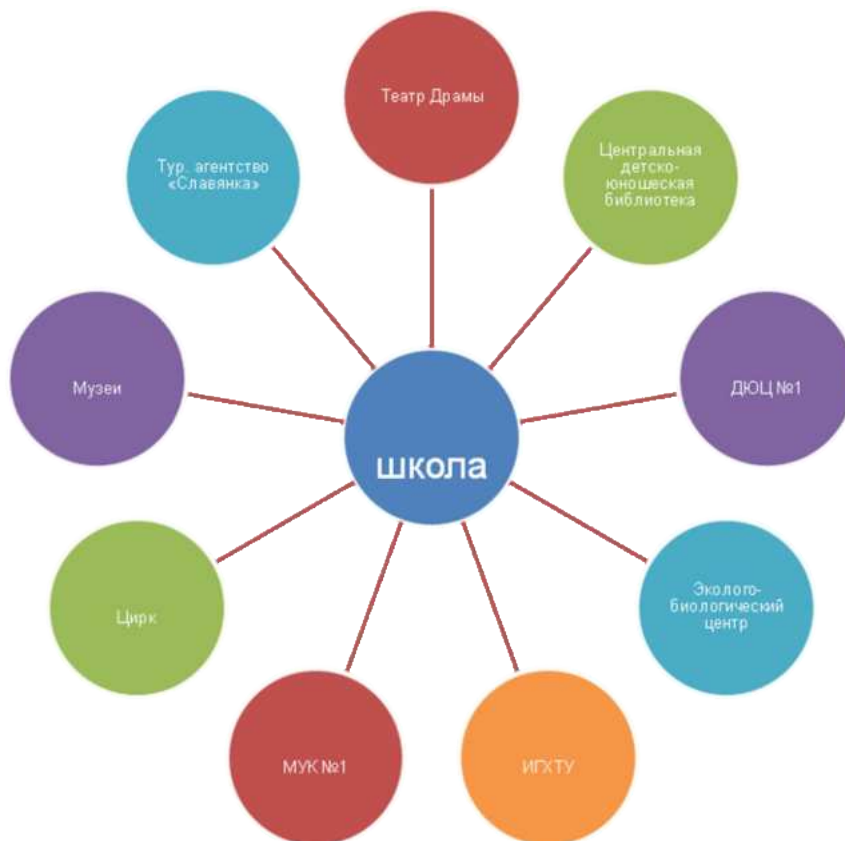 Театр Драмы
Центральная
детско-
юношеская
библиотека
ДЮЦ №1
Эколого-
биологический
центр
ИГХТУ
МУК №1
Цирк
Музеи
Тур. агентство
«Славянка»
школа